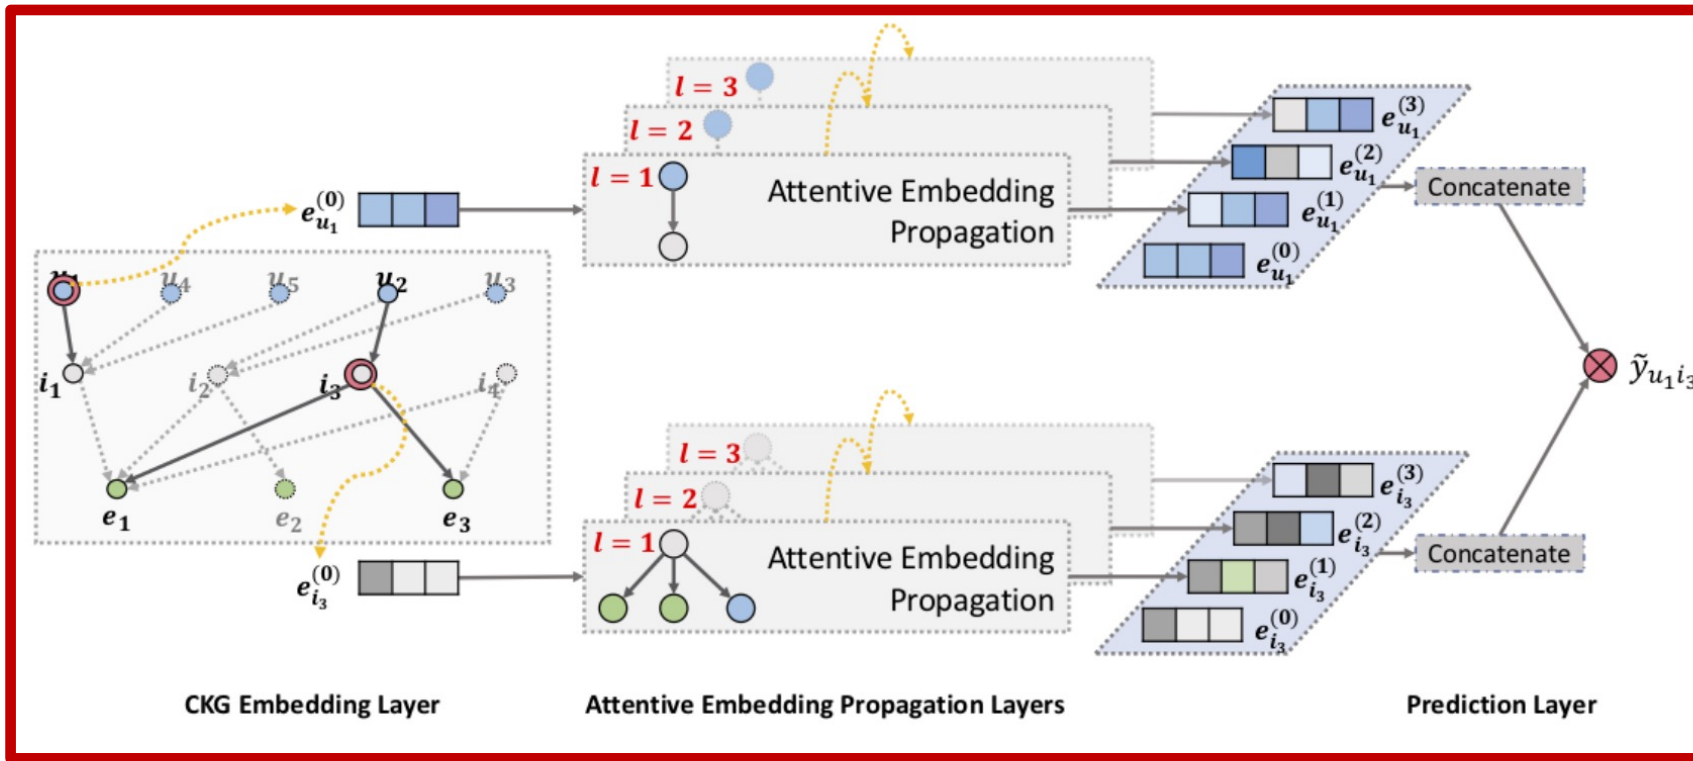 l = 3
l = 2
l = 1
Attentive Embedding
Propagation
e_{u_1}^{(0)}
e_{u_1}^{(3)}
e_{u_1}^{(2)}
e_{u_1}^{(1)}
e_{u_1}^{(0)}
Concatenate
u_4 u_5 u_2 u_3
i_1 i_2 i_3 i_4
e_1 e_2 e_3
ỹ_{u_1 i_3}
e_{i_3}^{(0)}
l = 3
l = 2
l = 1
Attentive Embedding
Propagation
e_{i_3}^{(3)}
e_{i_3}^{(2)}
e_{i_3}^{(1)}
e_{i_3}^{(0)}
Concatenate
CKG Embedding Layer
Attentive Embedding Propagation Layers
Prediction Layer